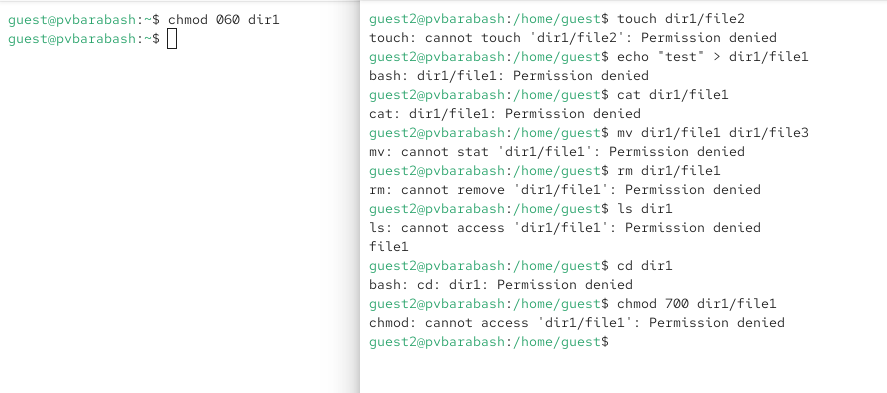 guest@pvbarabash:~$ chmod 060 dir1
guest@pvbarabash:~$
guest2@pvbarabash:/home/guest$ touch dir1/file2
touch: cannot touch 'dir1/file2': Permission denied
guest2@pvbarabash:/home/guest$ echo "test" > dir1/file1
bash: dir1/file1: Permission denied
guest2@pvbarabash:/home/guest$ cat dir1/file1
cat: dir1/file1: Permission denied
guest2@pvbarabash:/home/guest$ mv dir1/file1 dir1/file3
mv: cannot stat 'dir1/file1': Permission denied
guest2@pvbarabash:/home/guest$ rm dir1/file1
rm: cannot remove 'dir1/file1': Permission denied
guest2@pvbarabash:/home/guest$ ls dir1
ls: cannot access 'dir1/file1': Permission denied
file1
guest2@pvbarabash:/home/guest$ cd dir1
bash: cd: dir1: Permission denied
guest2@pvbarabash:/home/guest$ chmod 700 dir1/file1
chmod: cannot access 'dir1/file1': Permission denied
guest2@pvbarabash:/home/guest$